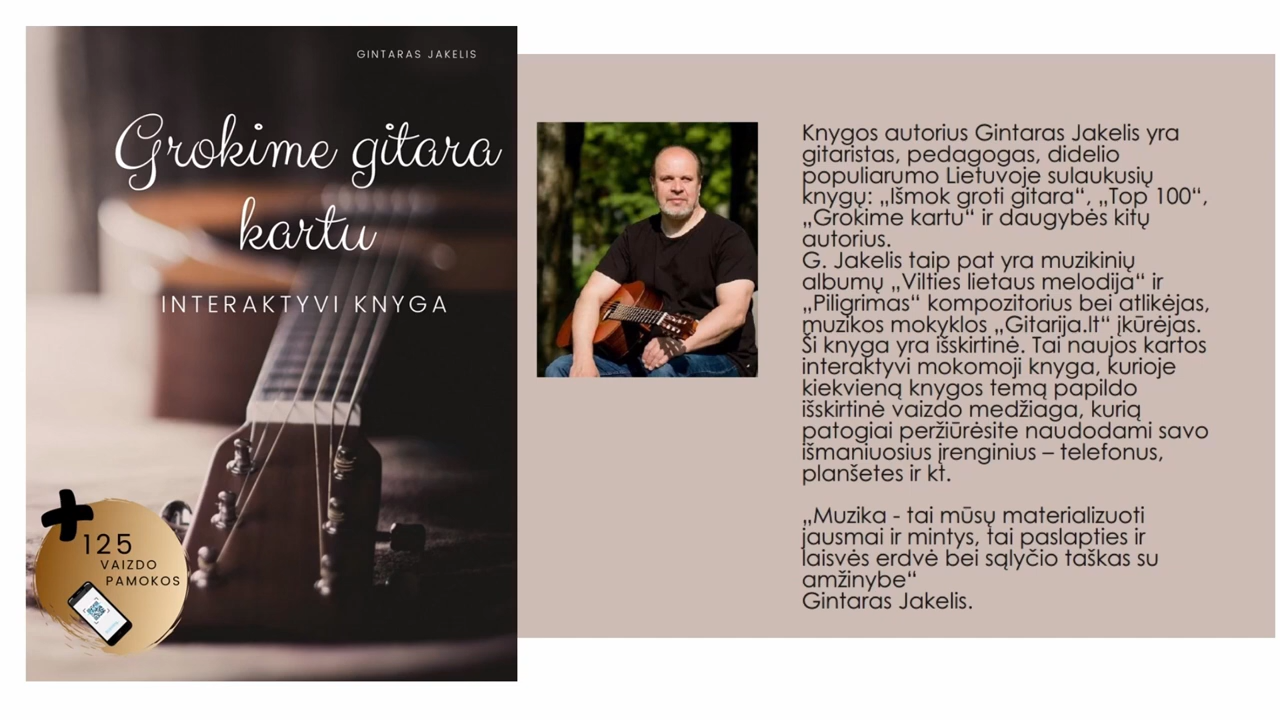 GINTARAS JAKELIS
Grokime gitara
kartu
INTERAKTYVI KNYGA
125
VAIZDO
PAMOKOS
Knygos autorius Gintaras Jakelis yra
gitaristas, pedagogas, didelio
populiarumo Lietuvoje sulaukusių
knygų: „Išmok groti gitara“, „Top 100“,
„Grokime kartu“ ir daugybės kitų
autorius.
G. Jakelis taip pat yra muzikinių
albumų „Vilties lietaus melodija“ ir
„Piligrimas“ kompozitorius bei atlikėjas,
muzikos mokyklos „Gitarija.lt“ įkūrėjas.
Ši knyga yra išskirtinė. Tai naujos kartos
interaktyvi mokomoji knyga, kurioje
kiekvieną knygos temą papildo
išskirtinė vaizdo medžiaga, kurią
patogiai peržiūrėsite naudodami savo
išmaniuosius įrenginius – telefonus,
planšetes ir kt.
„Muzika - tai mūsų materializuoti
jausmai ir mintys, tai paslapties ir
laisvės erdvė bei sąlyčio taškas su
amžinybe“
Gintaras Jakelis.